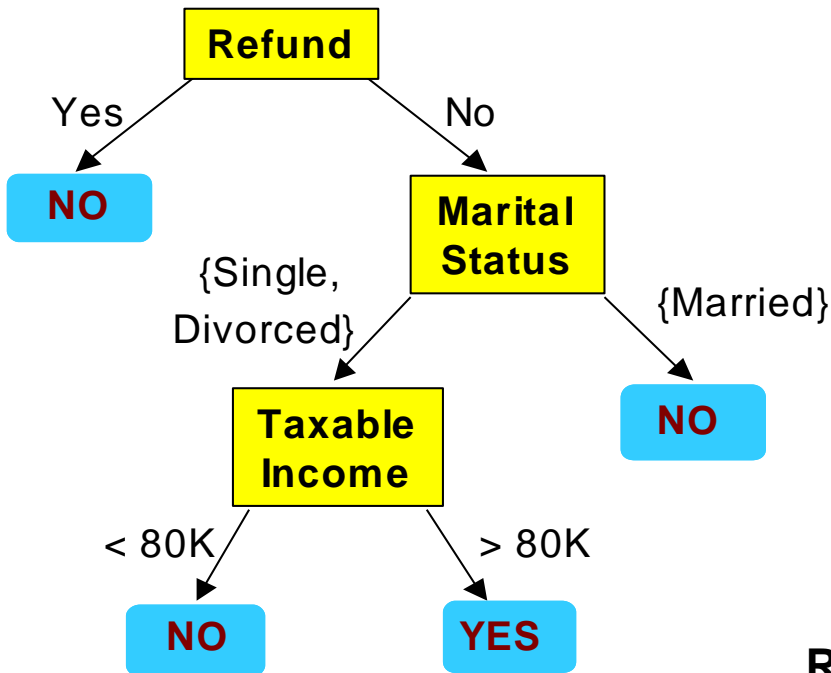 Refund
Yes
No
NO
Marital
Status
{Single,
Divorced}
{Married}
Taxable
Income
NO
< 80K
> 80K
NO
YES
R